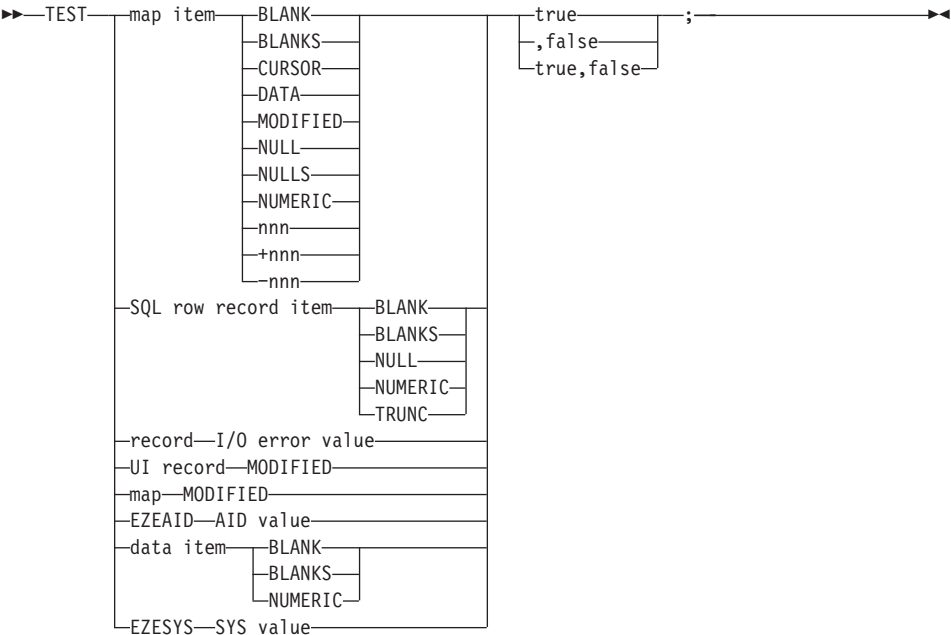 TEST map item BLANK true ;
BLANKS ,false
CURSOR true,false
DATA
MODIFIED
NULL
NULLS
NUMERIC
nnn
+nnn
-nnn
SQL row record item BLANK
BLANKS
NULL
NUMERIC
TRUNC
record I/O error value
UI record MODIFIED
map MODIFIED
EZEAID AID value
data item BLANK
BLANKS
NUMERIC
EZESYS SYS value